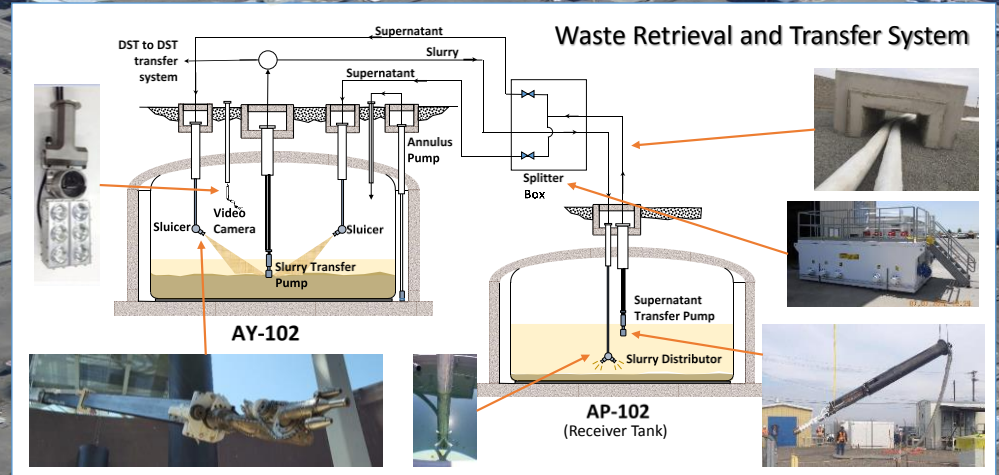 Waste Retrieval and Transfer System
Supernatant
DST to DST
transfer
system
Slurry
Supernatant
Annulus
Pump
Splitter
Box
Video
Camera
Sluicer
Sluicer
Slurry Transfer
Pump
AY-102
Supernatant
Transfer Pump
Slurry Distributor
AP-102
(Receiver Tank)